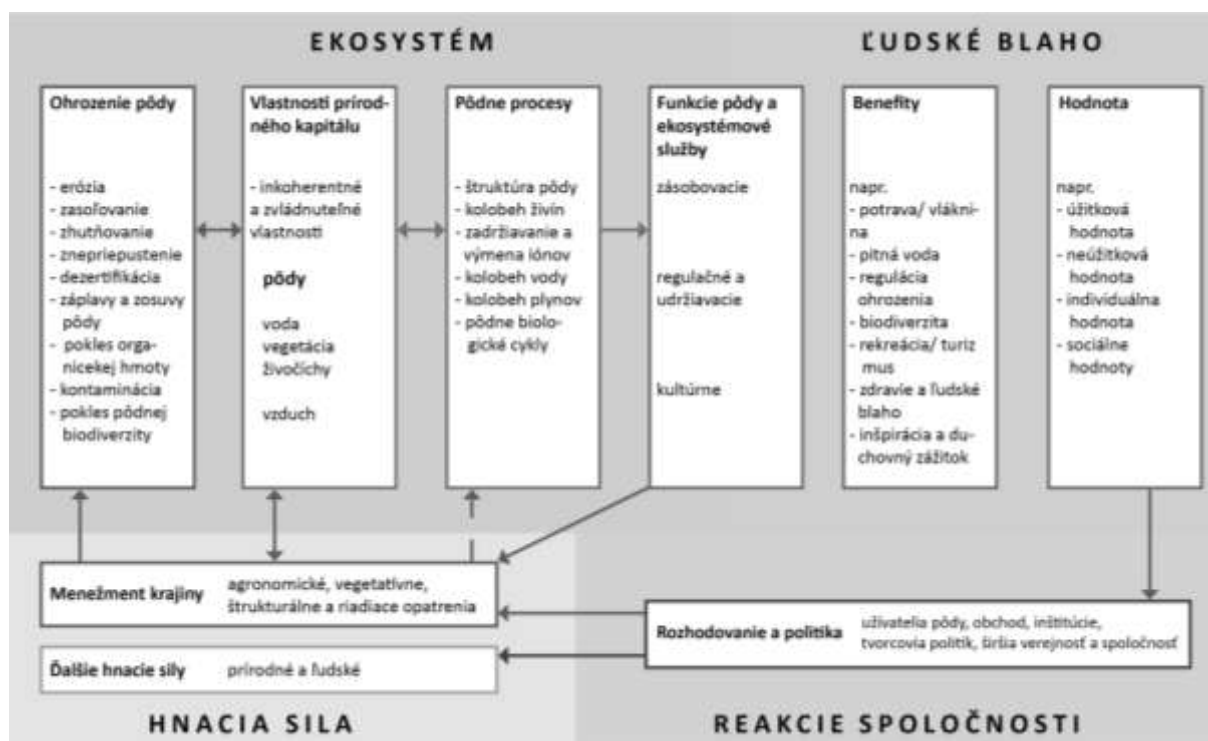 EKOSYSTÉM
ĽUDSKÉ BLAHO
Ohrozenie pôdy
- erózia
- zasoľovanie
- zhutňovanie
- znepriepustenie
- dezertifikácia
- záplavy a zosuvy
pôdy
- pokles orga-
nicekej hmoty
- kontaminácia
- pokles pôdnej
biodiverzity
Vlastnosti prírod-
ného kapitálu
- inkoherentné
a zvládnuteľné
vlastnosti
pôdy
voda
vegetácia
živočíchy
vzduch
Pôdne procesy
- štruktúra pôdy
- kolobeh živín
- zadržiavanie a
výmena iónov
- kolobeh vody
- kolobeh plynov
- pôdne biolo-
gické cykly
Funkcie pôdy a
ekosystémové
služby
zásobovacie
regulačné a
udržiavacie
kultúrne
Benefity
napr.
- potrava/ vlákni-
na
- pitná voda
- regulácia
ohrozenia
- biodiverzita
- rekreácia/ turiz
mus
- zdravie a ľudské
blaho
- inšpirácia a du-
chovný zážitok
Hodnota
napr.
- úžitková
hodnota
- neúžitková
hodnota
- individuálna
hodnota
- sociálne
hodnoty
Menežment krajiny
agronomické, vegetatívne,
štrukturálne a riadiace opatrenia
Ďalšie hnacie sily
prírodné a ľudské
Rozhodovanie a politika
užívatelia pôdy, obchod, inštitúcie,
tvorcovia politik, širšia verejnosť a spoločnosť
HNACIA SILA
REAKCIE SPOLOČNOSTI